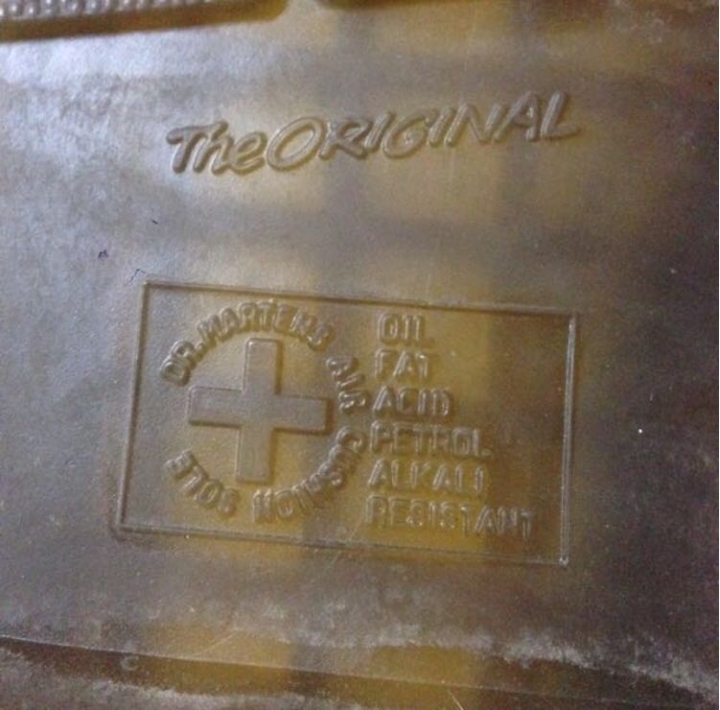 The ORIGINAL
DR. MARTENS AIR CUSHION SOLE
OIL
FAT
ACID
PETROL
ALKALI
RESISTANT